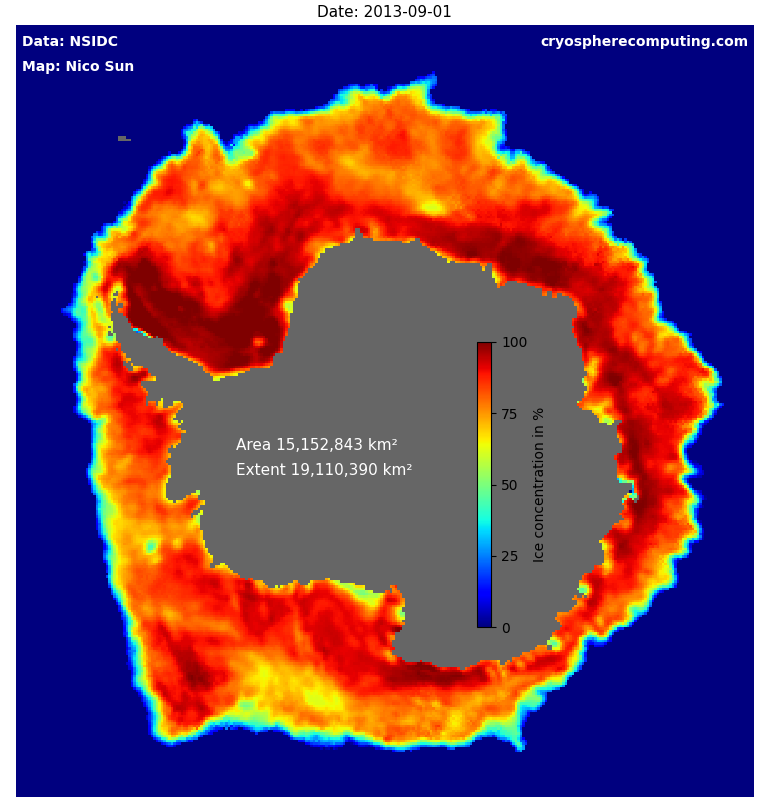 Date: 2013-09-01
Data: NSIDC
cryospherecomputing.com
Map: Nico Sun
100
75
50
25
0
Ice concentration in %
Area 15,152,843 km²
Extent 19,110,390 km²